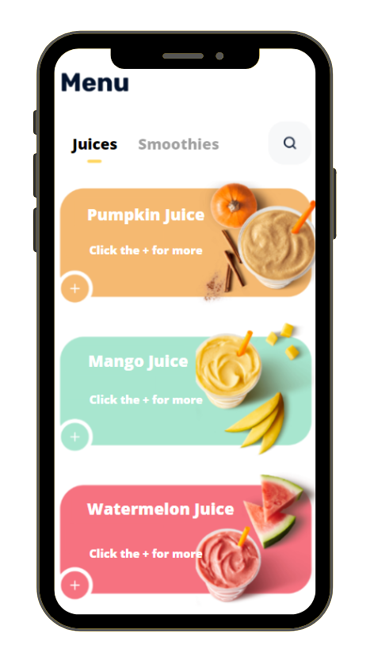 Menu
Juices Smoothies
Pumpkin Juice
Click the + for more
+
Mango Juice
Click the + for more
+
Watermelon Juice
Click the + for more
+